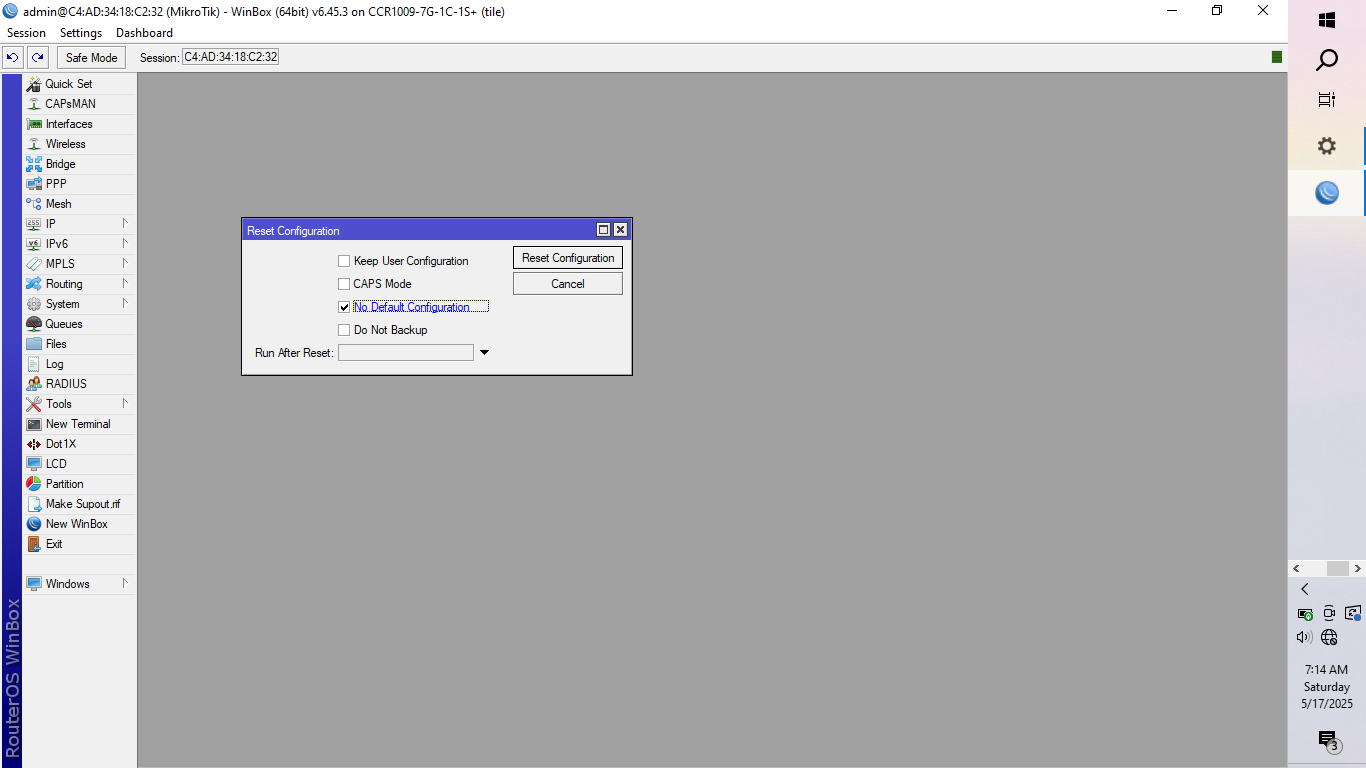 admin@C4:AD:34:18:C2:32 (MikroTik) - WinBox (64bit) v6.45.3 on CCR1009-7G-1C-1S+ (tile)
Session Settings Dashboard
Safe Mode Session: C4:AD:34:18:C2:32
Quick Set
CAPsMAN
Interfaces
Wireless
Bridge
PPP
Mesh
IP
IPv6
MPLS
Routing
System
Queues
Files
Log
RADIUS
Tools
New Terminal
Dot1X
LCD
Partition
Make Supout.rif
New WinBox
Exit
Windows
RouterOS WinBox
Reset Configuration
Keep User Configuration
CAPS Mode
No Default Configuration
Do Not Backup
Run After Reset:
Reset Configuration
Cancel
7:14 AM
Saturday
5/17/2025
3